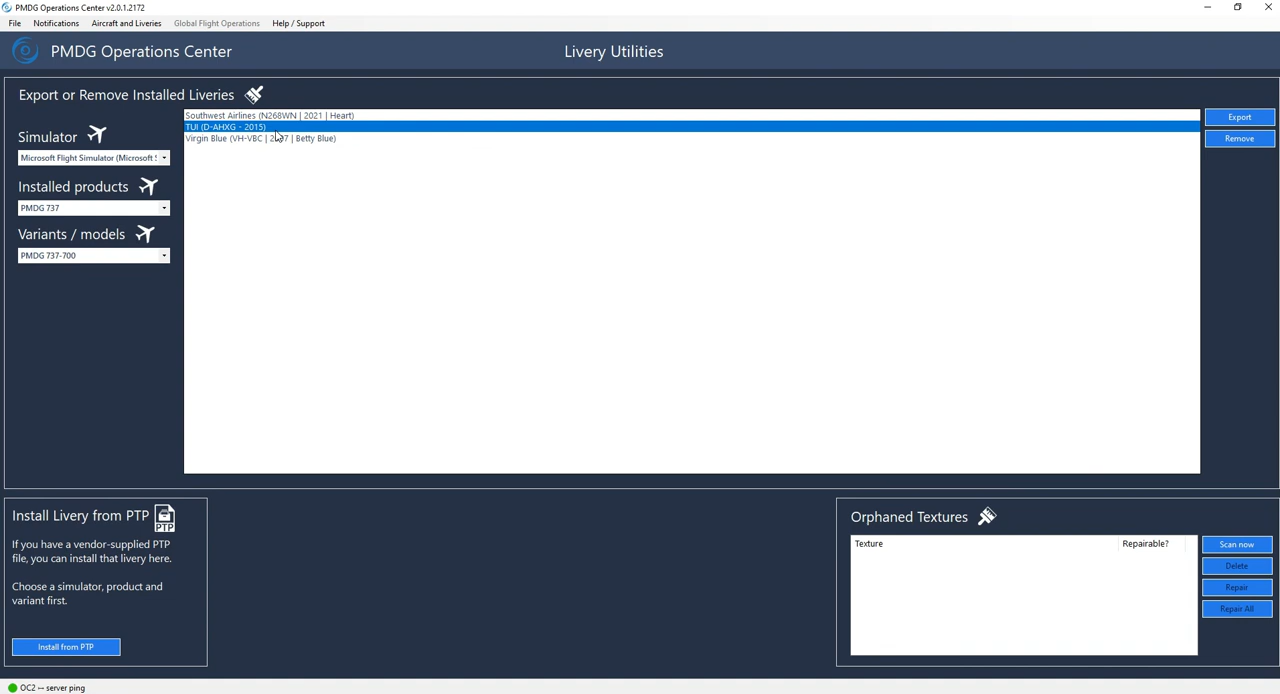 PMDG Operations Center v2.0.1.2172
File Notifications Aircraft and Liveries Global Flight Operations Help / Support
PMDG Operations Center
Livery Utilities
Export or Remove Installed Liveries
Simulator
Microsoft Flight Simulator (Microsoft S
Installed products
PMDG 737
Variants / models
PMDG 737-700
Southwest Airlines (N268WN | 2021 | Heart)
TUI (D-AHXG - 2015)
Virgin Blue (VH-VBC | | Betty Blue)
Export
Remove
Install Livery from PTP
PTP
If you have a vendor-supplied PTP
file, you can install that livery here.
Choose a simulator, product and
variant first.
Install from PTP
Orphaned Textures
Texture Repairable?
Scan now
Delete
Repair
Repair All
OC2 ↔ server ping